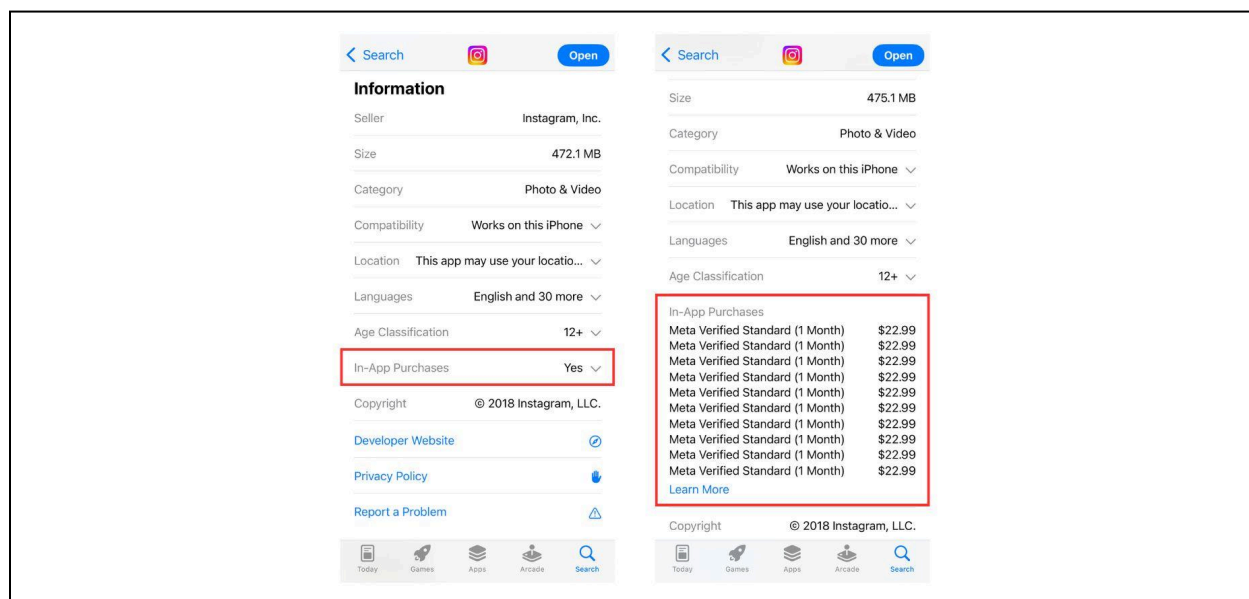 Search
Open
Information
Seller Instagram, Inc.
Size 472.1 MB
Category Photo & Video
Compatibility Works on this iPhone
Location This app may use your locatio...
Languages English and 30 more
Age Classification 12+
In-App Purchases Yes
Copyright © 2018 Instagram, LLC.
Developer Website
Privacy Policy
Report a Problem
Today Games Apps Arcade Search
Search
Open
Size 475.1 MB
Category Photo & Video
Compatibility Works on this iPhone
Location This app may use your locatio...
Languages English and 30 more
Age Classification 12+
In-App Purchases
Meta Verified Standard (1 Month) $22.99
Meta Verified Standard (1 Month) $22.99
Meta Verified Standard (1 Month) $22.99
Meta Verified Standard (1 Month) $22.99
Meta Verified Standard (1 Month) $22.99
Meta Verified Standard (1 Month) $22.99
Meta Verified Standard (1 Month) $22.99
Meta Verified Standard (1 Month) $22.99
Meta Verified Standard (1 Month) $22.99
Meta Verified Standard (1 Month) $22.99
Learn More
Copyright © 2018 Instagram, LLC.
Today Games Apps Arcade Search